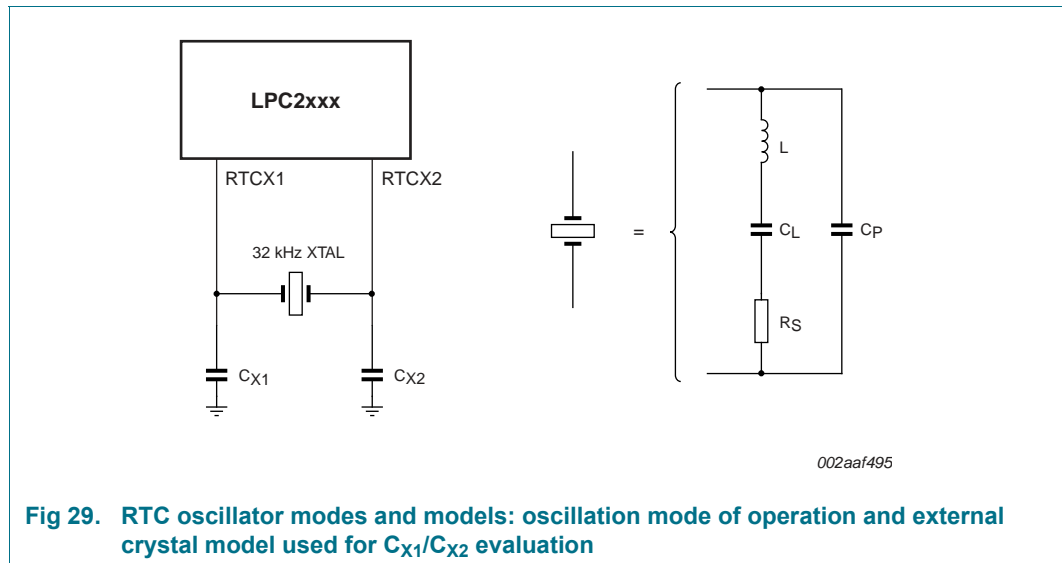 LPC2xxx
RTCX1
RTCX2
32 kHz XTAL
CX1
CX2
=
L
CL
CP
RS
002aaf495
Fig 29. RTC oscillator modes and models: oscillation mode of operation and external
crystal model used for CX1/CX2 evaluation